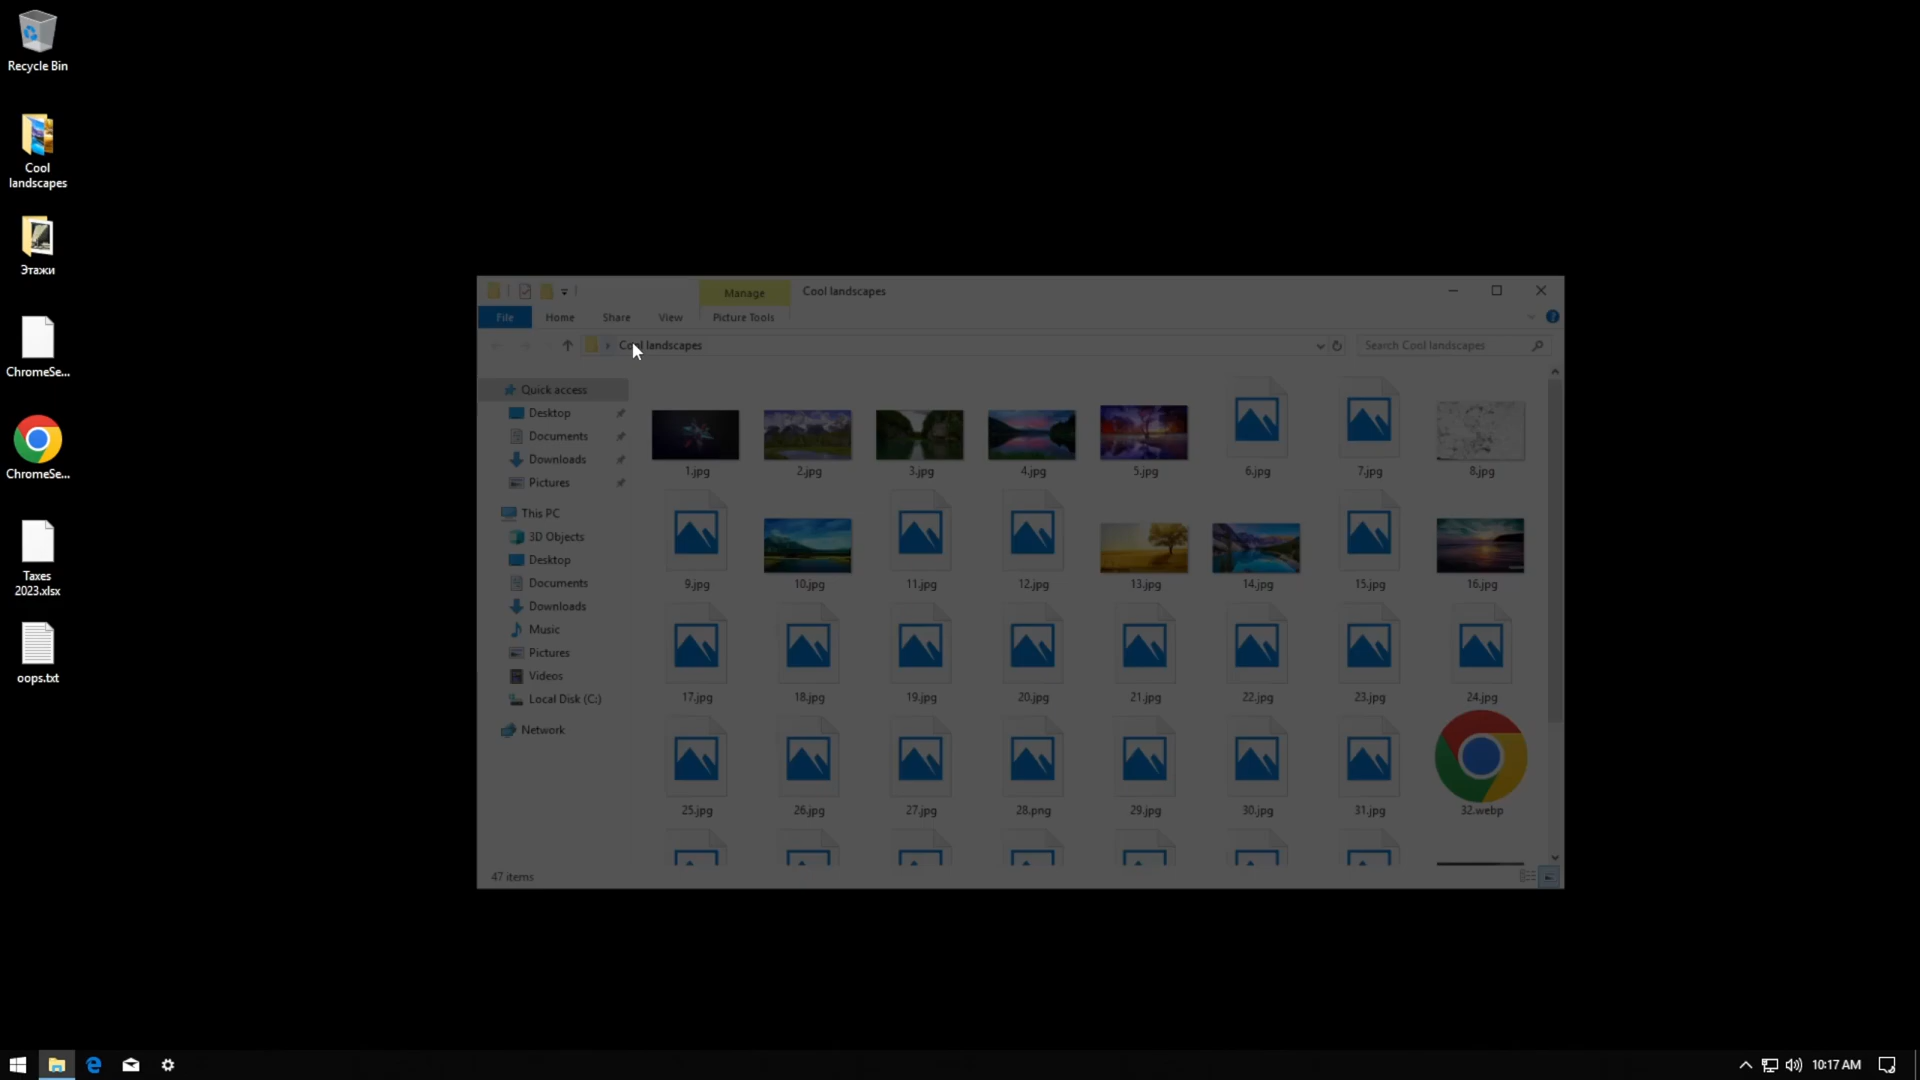 Recycle Bin
Cool
landscapes
Этажи
ChromeSe...
ChromeSe...
Taxes
2023.xlsx
oops.txt
Manage
Cool landscapes
File
Home
Share
View
Picture Tools
Cool landscapes
Search Cool landscapes
Quick access
Desktop
Documents
Downloads
Pictures
This PC
3D Objects
Desktop
Documents
Downloads
Music
Pictures
Videos
Local Disk (C:)
Network
1.jpg 2.jpg 3.jpg 4.jpg 5.jpg 6.jpg 7.jpg 8.jpg
9.jpg 10.jpg 11.jpg 12.jpg 13.jpg 14.jpg 15.jpg 16.jpg
17.jpg 18.jpg 19.jpg 20.jpg 21.jpg 22.jpg 23.jpg 24.jpg
25.jpg 26.jpg 27.jpg 28.png 29.jpg 30.jpg 31.jpg 32.webp
47 items
10:17 AM